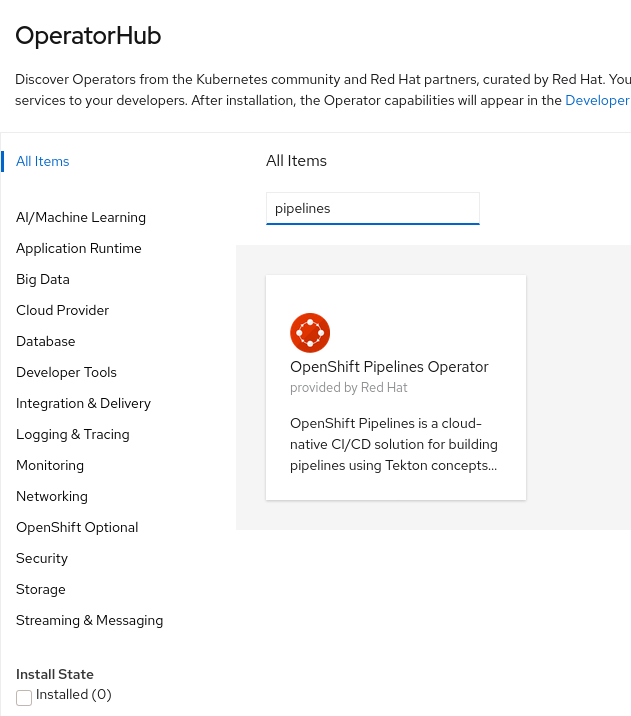 OperatorHub
Discover Operators from the Kubernetes community and Red Hat partners, curated by Red Hat. You
services to your developers. After installation, the Operator capabilities will appear in the Developer
All Items
AI/Machine Learning
Application Runtime
Big Data
Cloud Provider
Database
Developer Tools
Integration & Delivery
Logging & Tracing
Monitoring
Networking
OpenShift Optional
Security
Storage
Streaming & Messaging
Install State
Installed (0)
All Items
pipelines
OpenShift Pipelines Operator
provided by Red Hat
OpenShift Pipelines is a cloud-
native CI/CD solution for building
pipelines using Tekton concepts...